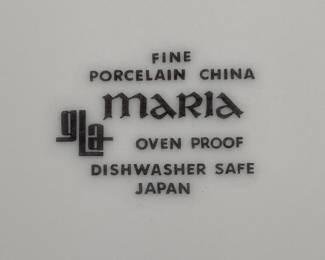 FINE
PORCELAIN CHINA
MARIA
gLa OVEN PROOF
DISHWASHER SAFE
JAPAN